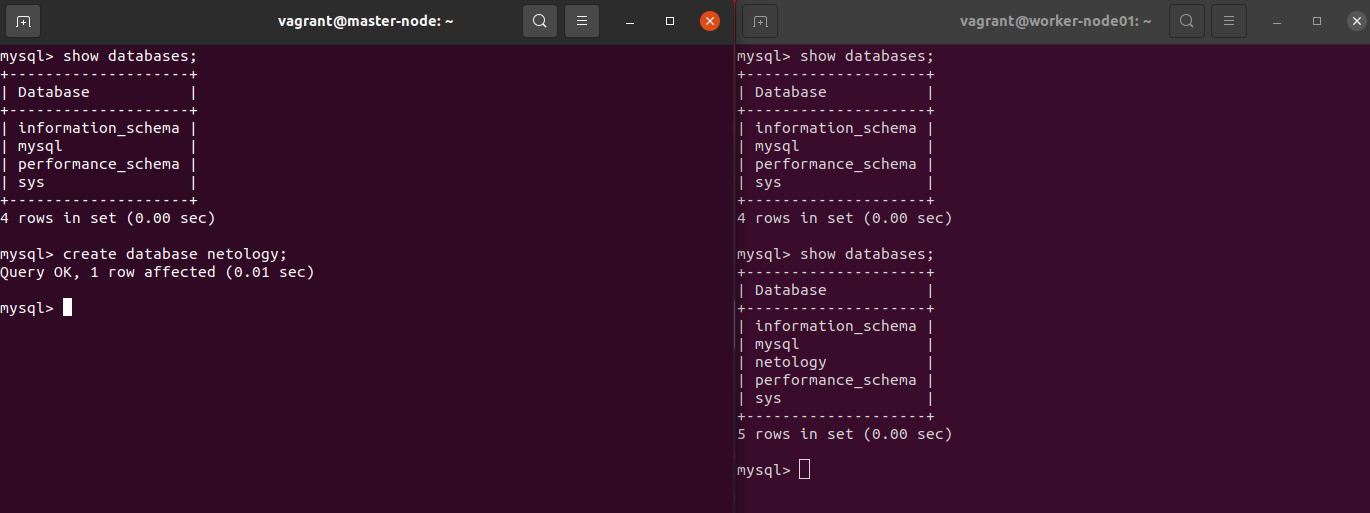 vagrant@master-node: ~
mysql> show databases;
+--------------------+
| Database           |
+--------------------+
| information_schema |
| mysql              |
| performance_schema |
| sys                |
+--------------------+
4 rows in set (0.00 sec)
mysql> create database netology;
Query OK, 1 row affected (0.01 sec)
mysql>
vagrant@worker-node01: ~
mysql> show databases;
+--------------------+
| Database           |
+--------------------+
| information_schema |
| mysql              |
| performance_schema |
| sys                |
+--------------------+
4 rows in set (0.00 sec)
mysql> show databases;
+--------------------+
| Database           |
+--------------------+
| information_schema |
| mysql              |
| netology           |
| performance_schema |
| sys                |
+--------------------+
5 rows in set (0.00 sec)
mysql>